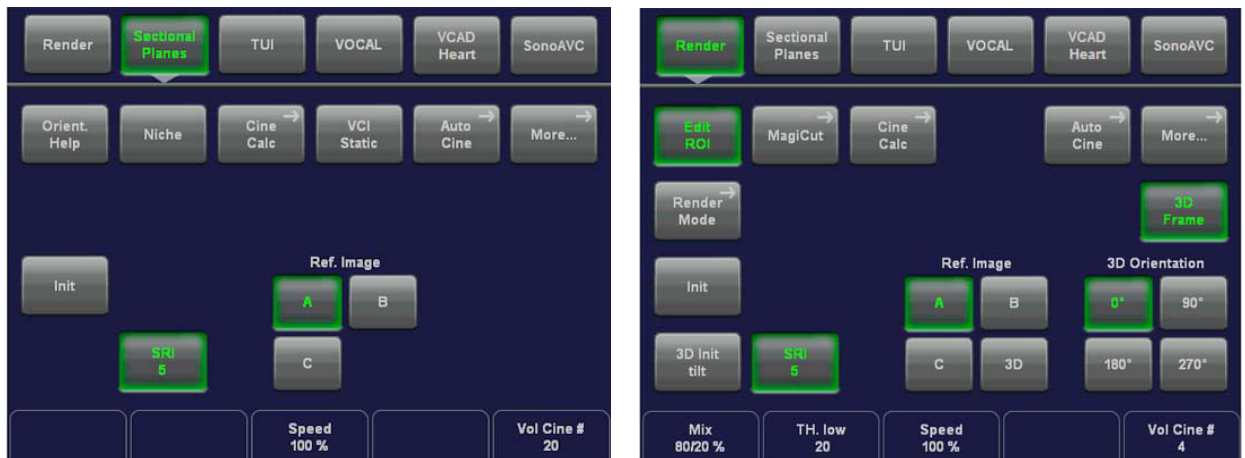 Render
Sectional
Planes
TUI
VOCAL
VCAD
Heart
SonoAVC
Orient.
Help
Niche
Cine
Calc
VCI
Static
Auto
Cine
More...
Init
Ref. Image
A
B
SRI
5
C
Speed
100 %
Vol Cine #
20
Render
Sectional
Planes
TUI
VOCAL
VCAD
Heart
SonoAVC
Edit
ROI
MagiCut
Cine
Calc
Auto
Cine
More...
Render
Mode
3D
Frame
Init
Ref. Image
A
B
3D Orientation
0°
90°
3D Init
tilt
SRI
5
C
3D
180°
270°
Mix
80/20 %
TH. low
20
Speed
100 %
Vol Cine #
4